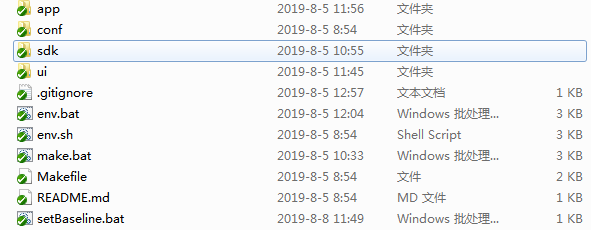 app 2019-8-5 11:56 文件夹
conf 2019-8-5 8:54 文件夹
sdk 2019-8-5 10:55 文件夹
ui 2019-8-5 11:45 文件夹
.gitignore 2019-8-5 12:57 文本文档 1 KB
env.bat 2019-8-5 12:04 Windows 批处理... 3 KB
env.sh 2019-8-5 8:54 Shell Script 3 KB
make.bat 2019-8-5 10:33 Windows 批处理... 3 KB
Makefile 2019-8-5 8:54 文件 2 KB
README.md 2019-8-5 8:54 MD 文件 1 KB
setBaseline.bat 2019-8-8 11:49 Windows 批处理... 1 KB